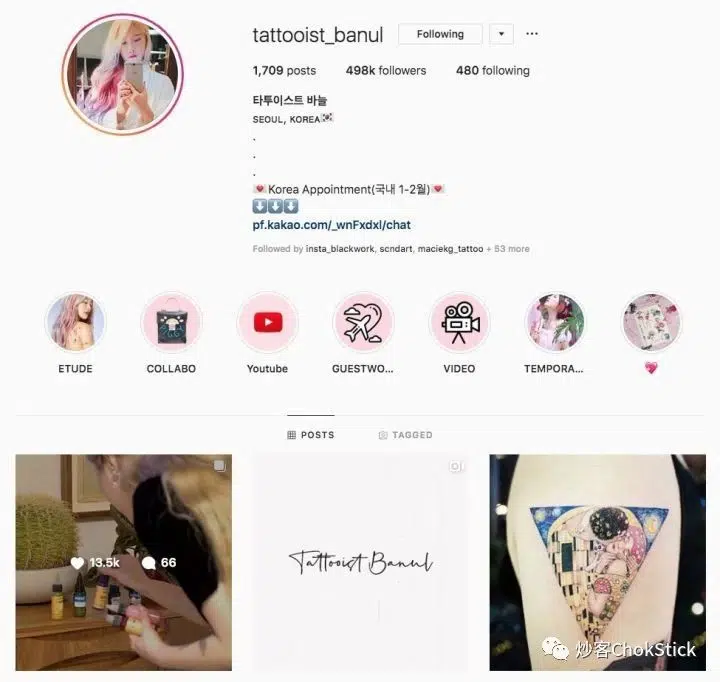 tattooist_banul Following
1,709 posts 498k followers 480 following
타투이스트 바늘
SEOUL, KOREA🇰🇷
.
.
.
💌Korea Appointment(국내 1-2월)💌
⬇️⬇️⬇️
pf.kakao.com/_wnFxdxl/chat
Followed by insta_blackwork, scndart, maciekg_tattoo + 53 more
ETUDE COLLABO Youtube GUESTWO... VIDEO TEMPORA... 💖
POSTS TAGGED
13.5k 66
Tattooist Banul
炒客ChokStick